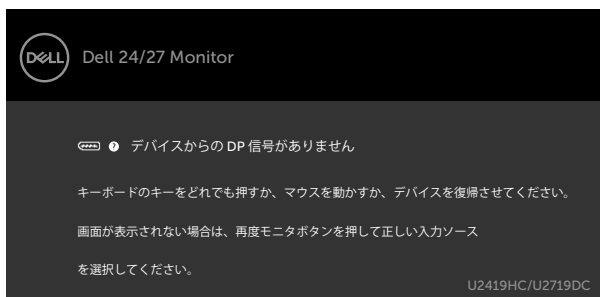 DELL
Dell 24/27 Monitor
デバイスからの DP 信号がありません
キーボードのキーをどれでも押すか、マウスを動かすか、デバイスを復帰させてください。
画面が表示されない場合は、再度モニタボタンを押して正しい入力ソース
を選択してください。
U2419HC/U2719DC